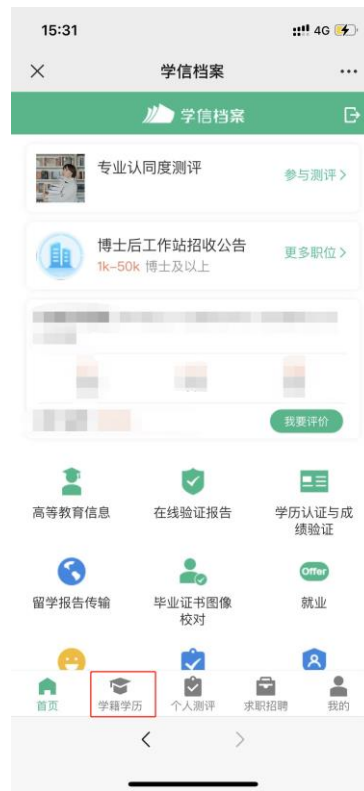 15:31
4G
学信档案
学信档案
专业认同度测评
参与测评
博士后工作站招收公告
1k-50k 博士及以上
更多职位
我要评价
高等教育信息
在线验证报告
学历认证与成
绩验证
留学报告传输
毕业证书图像
校对
Offer
就业
首页
学籍学历
个人测评
求职招聘
我的